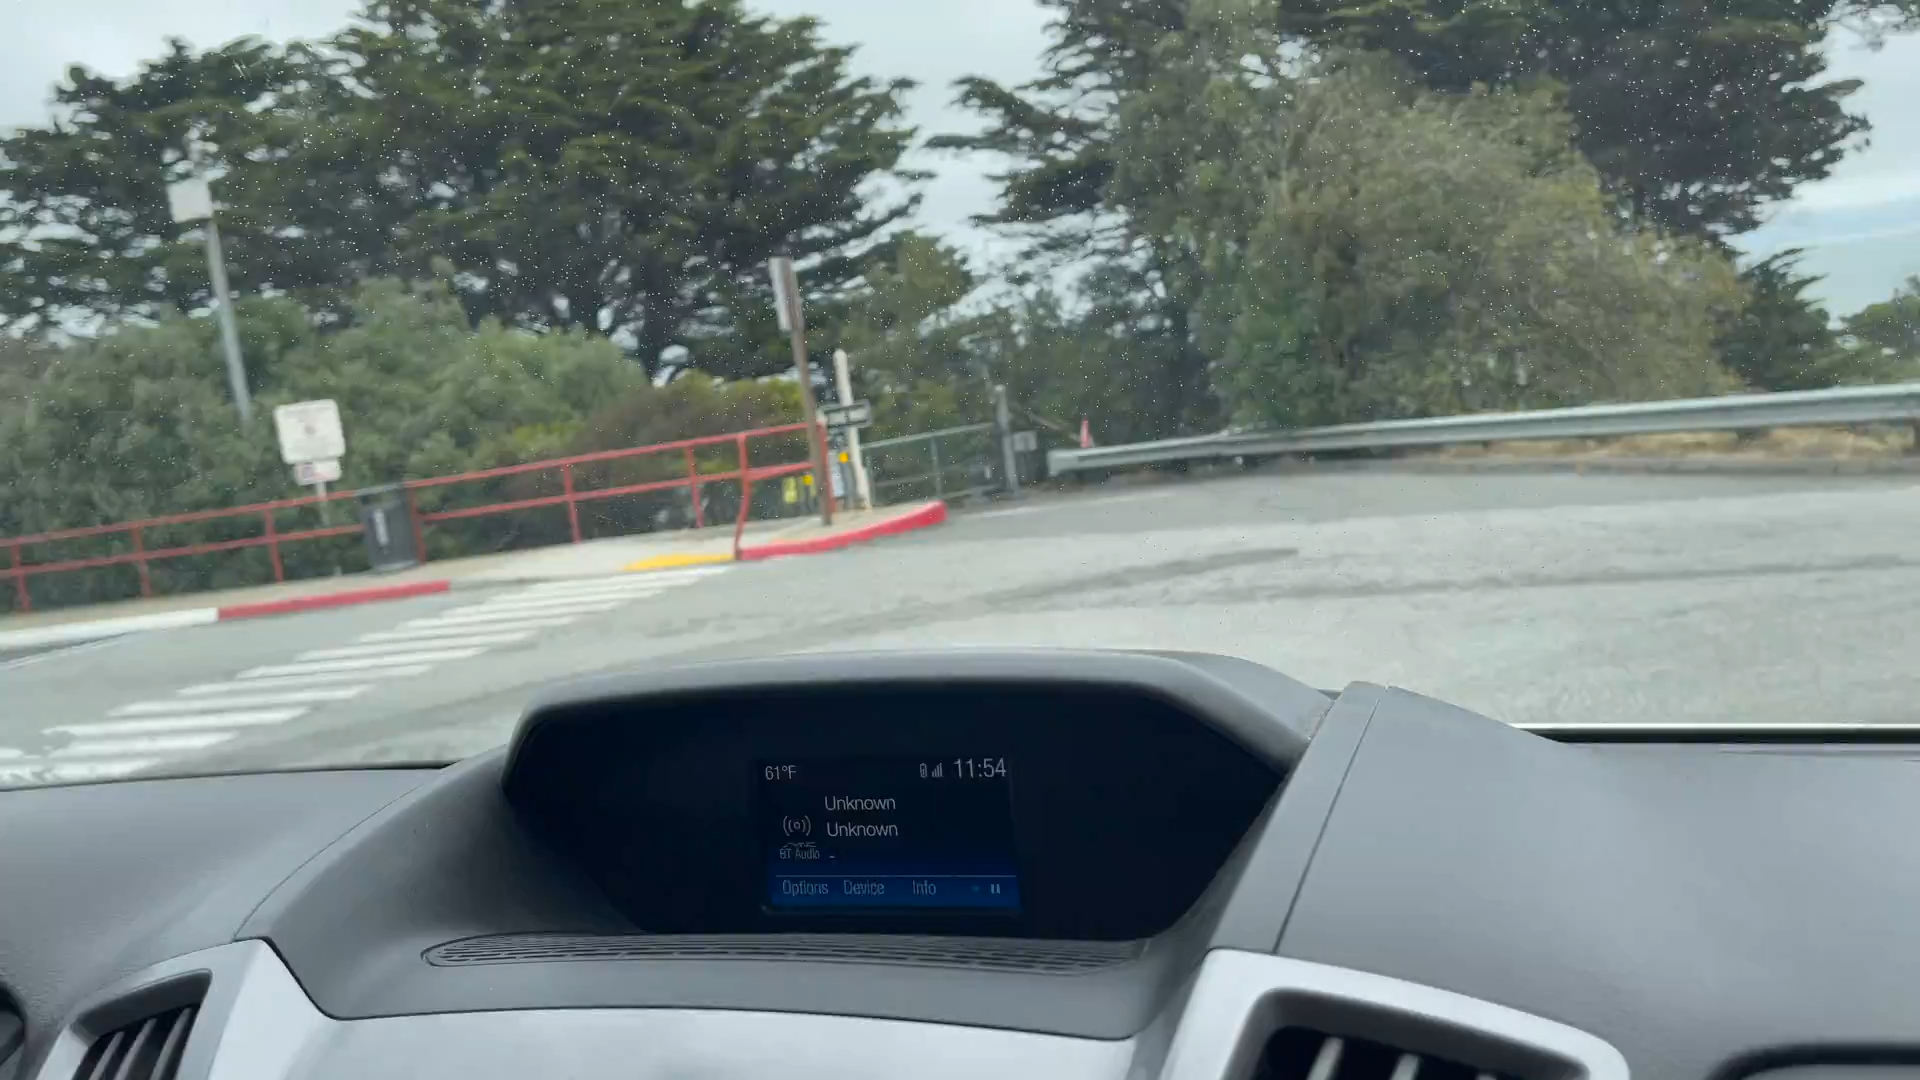 61°F 11:54
Unknown
Unknown
BT Audio -
Options Device Info